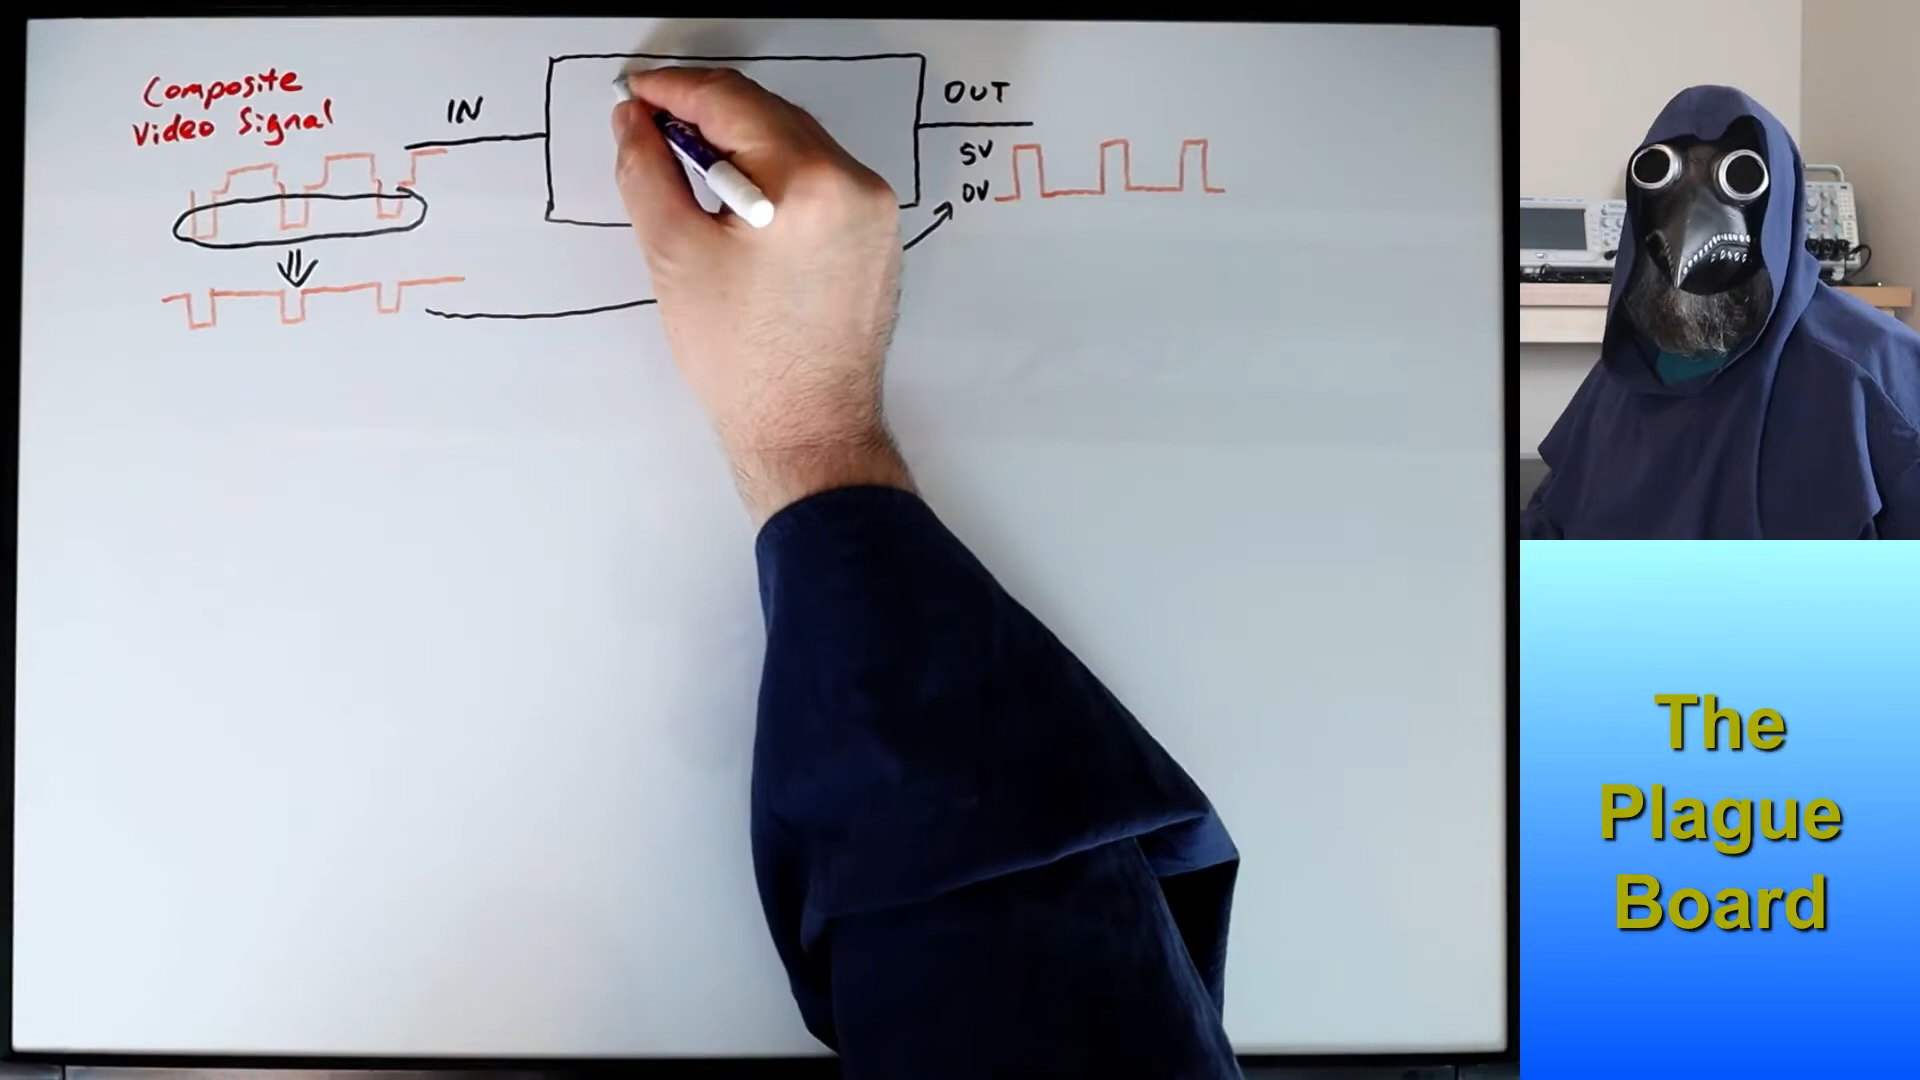 Composite
Video Signal
IN
OUT
5V
0V
The
Plague
Board